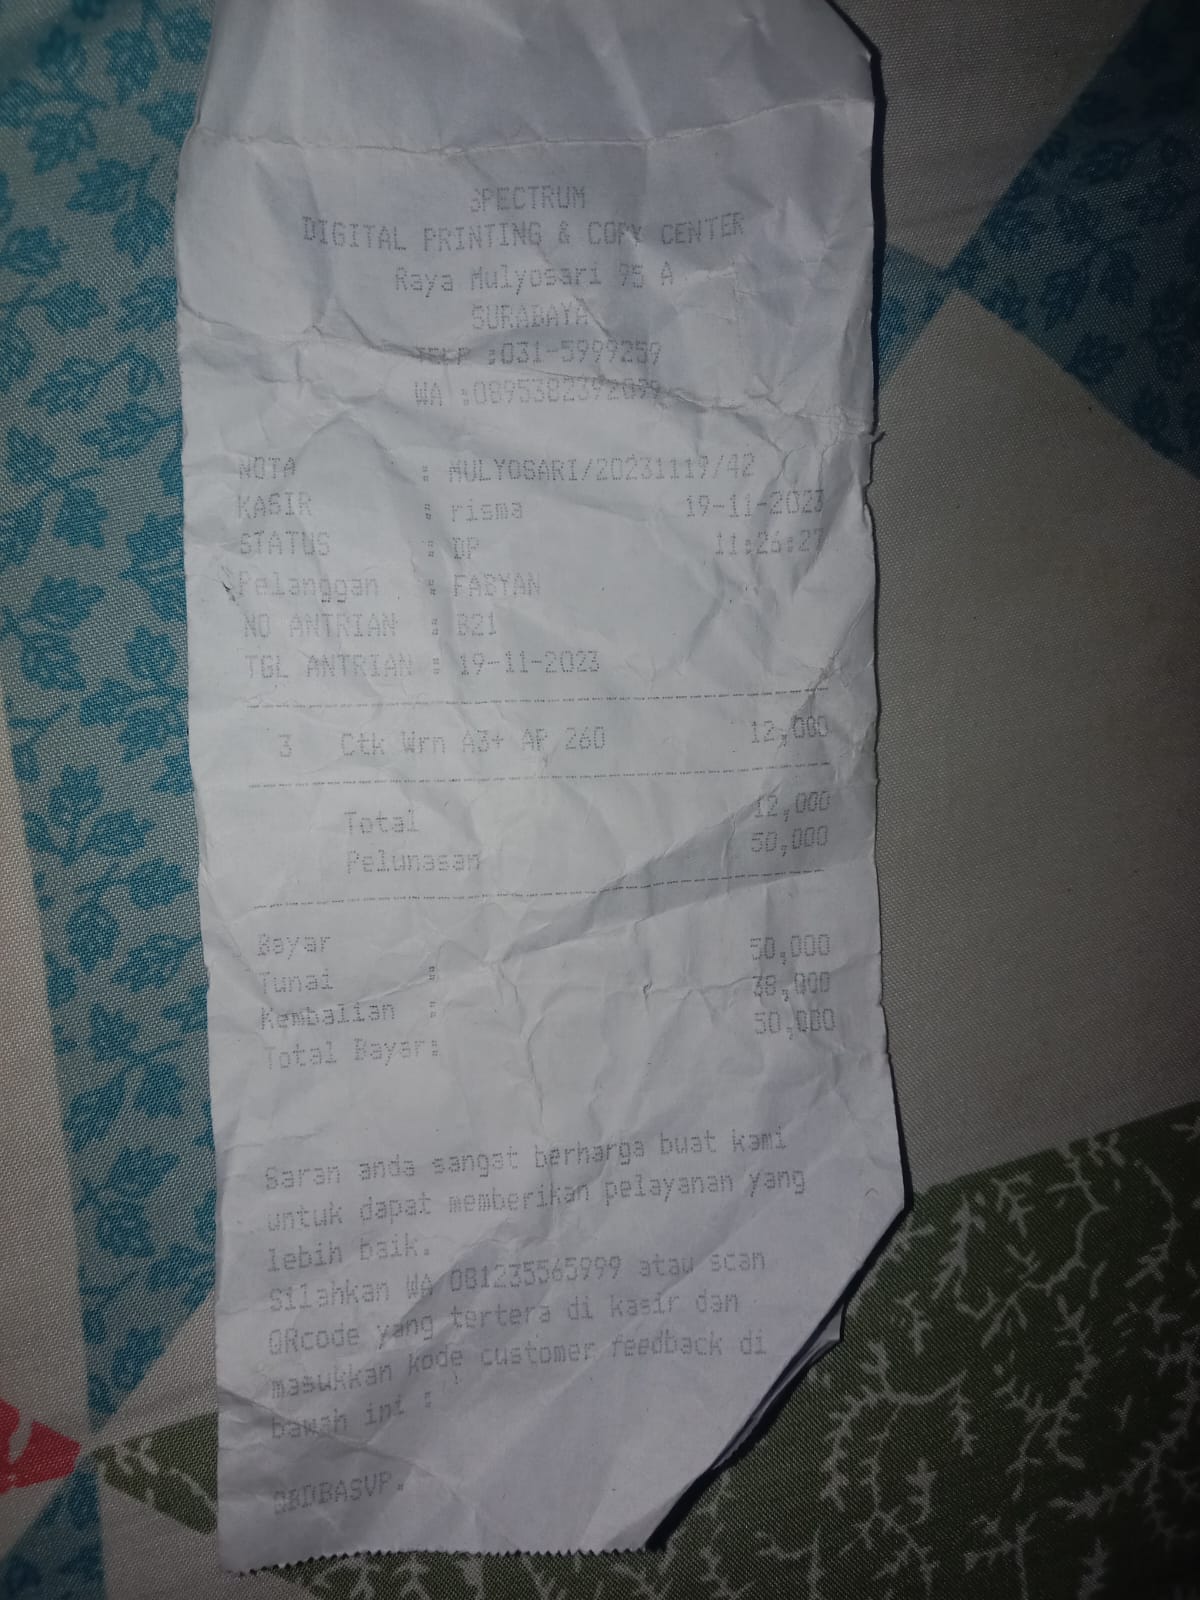 SPECTRUM
DIGITAL PRINTING & COPY CENTER
Raya Mulyosari 95 A
SURABAYA
TELP :031-5999259
WA :0895382392079
NOTA : MULYOSARI/20231119/42
KASIR : risma 19-11-2023
STATUS : DP 11:26:27
Pelanggan : FABYAN
NO ANTRIAN : B21
TGL ANTRIAN : 19-11-2023
3 Ctk Wrn A3+ AP 260 12,000
Total 12,000
Pelunasan 50,000
Bayar
Tunai : 50,000
Kembalian : 38,000
Total Bayar: 50,000
Saran anda sangat berharga buat kami
untuk dapat memberikan pelayanan yang
lebih baik.
Silahkan WA 081235565999 atau scan
QRcode yang tertera di kasir dan
masukkan kode customer feedback di
bawah ini :
QBDBASVP.